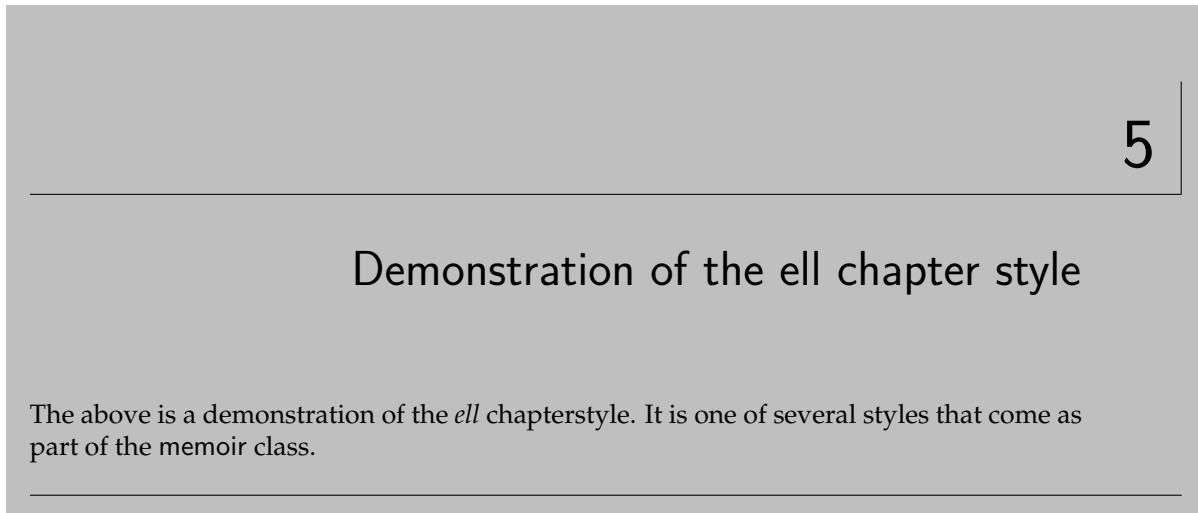 5
Demonstration of the ell chapter style
The above is a demonstration of the ell chapterstyle. It is one of several styles that come as
part of the memoir class.